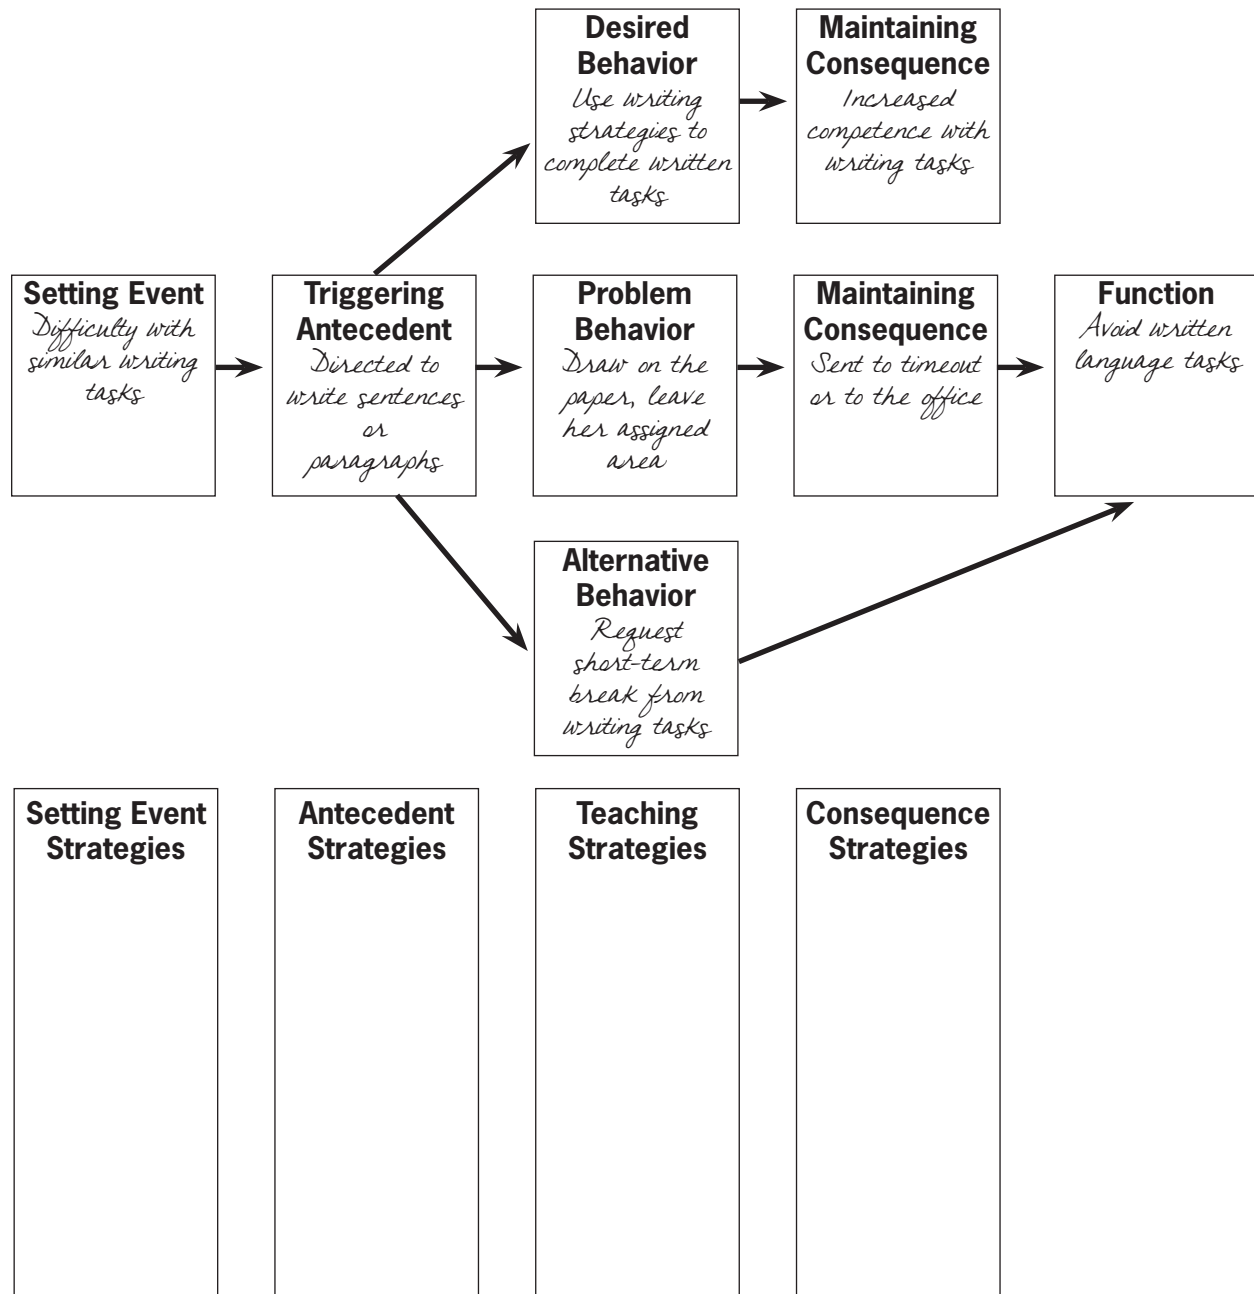 Desired
Behavior
Use writing
strategies to
complete written
tasks
Maintaining
Consequence
Increased
competence with
writing tasks
Setting Event
Difficulty with
similar writing
tasks
Triggering
Antecedent
Directed to
write sentences
or
paragraphs
Problem
Behavior
Draw on the
paper, leave
her assigned
area
Maintaining
Consequence
Sent to timeout
or to the office
Function
Avoid written
language tasks
Alternative
Behavior
Request
short-term
break from
writing tasks
Setting Event
Strategies
Antecedent
Strategies
Teaching
Strategies
Consequence
Strategies